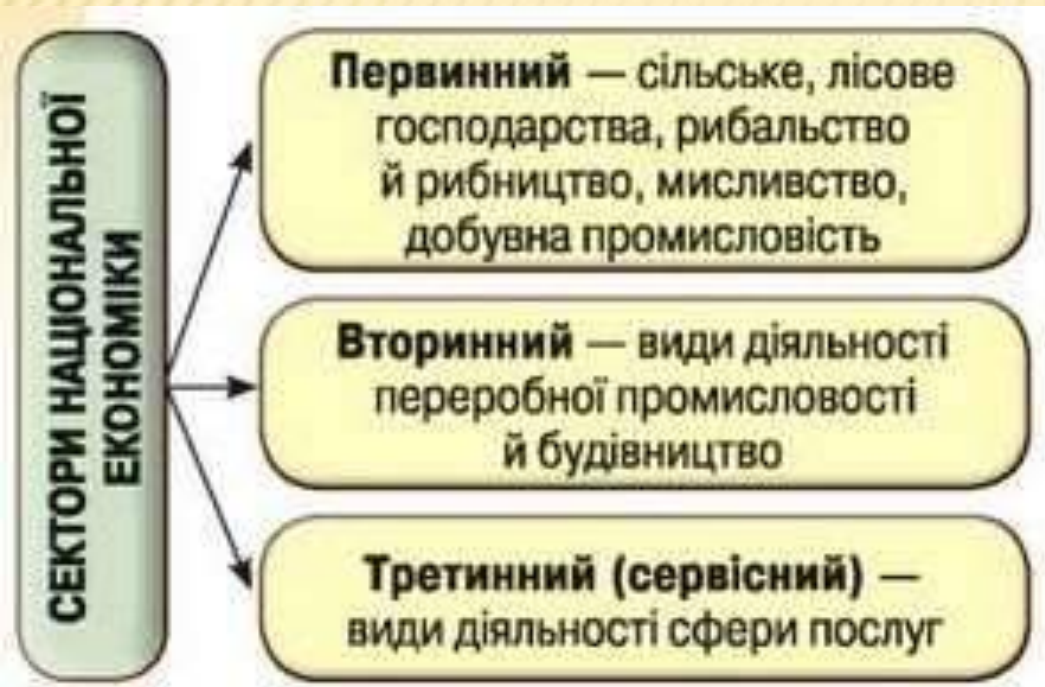 СЕКТОРИ НАЦІОНАЛЬНОЇ
ЕКОНОМІКИ
Первинний — сільське, лісове
господарства, рибальство
й рибництво, мисливство,
добувна промисловість
Вторинний — види діяльності
переробної промисловості
й будівництво
Третинний (сервісний) —
види діяльності сфери послуг